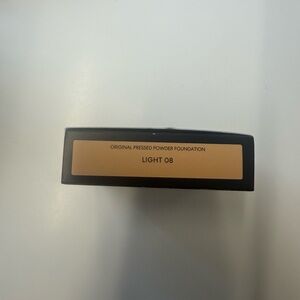 ORIGINAL PRESSED POWDER FOUNDATION
LIGHT 08